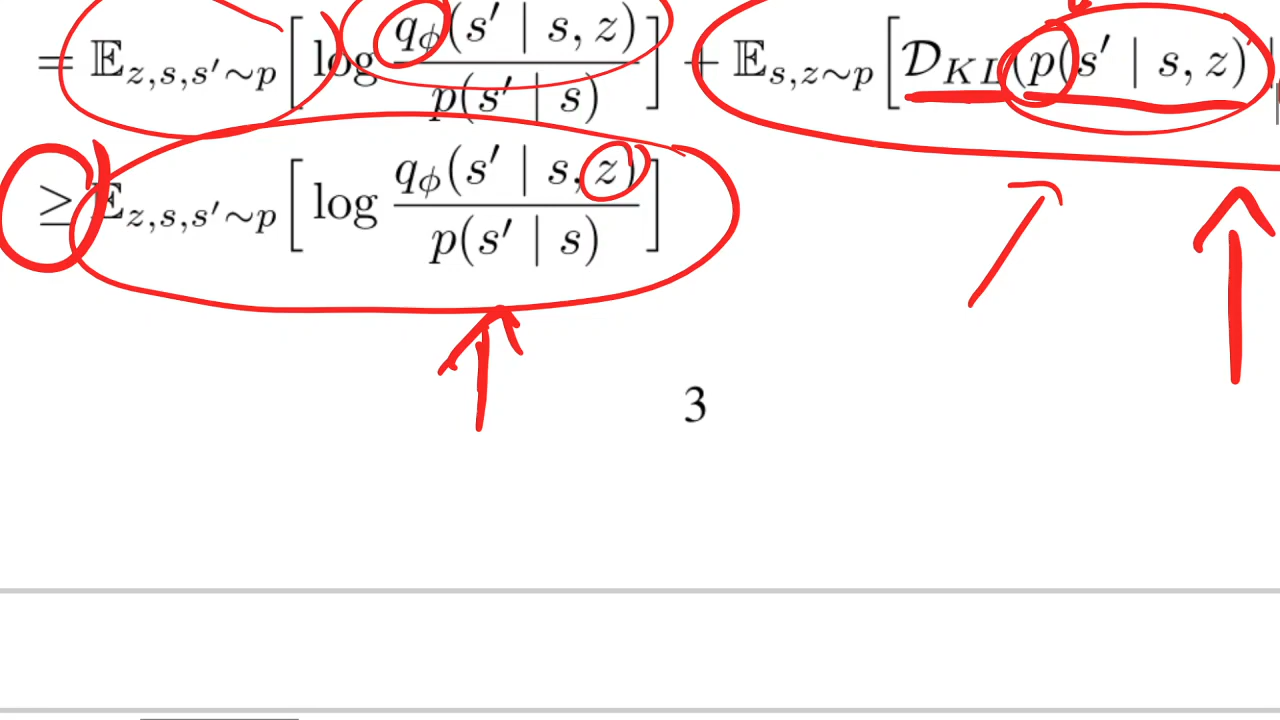 = 𝔼_{z,s,s′∼p}[log q_ϕ(s′ | s, z) / p(s′ | s)] + 𝔼_{s,z∼p}[𝒟_{KL}(p(s′ | s, z)
≥ 𝔼_{z,s,s′∼p}[log q_ϕ(s′ | s, z) / p(s′ | s)]
3